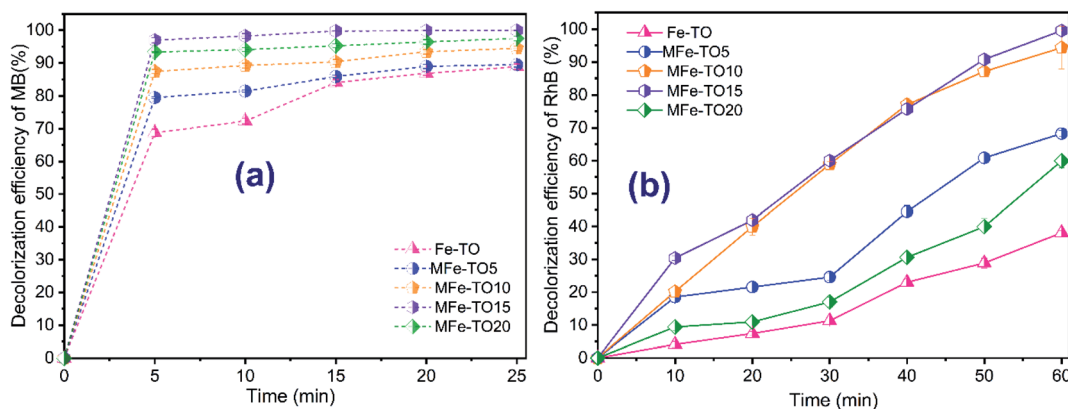 Decolorization efficiency of MB(%)
100
90
80
70
60
50
40
30
20
10
0
(a)
Fe-TO
MFe-TO5
MFe-TO10
MFe-TO15
MFe-TO20
0 5 10 15 20 25
Time (min)
Decolorization efficiency of RhB (%)
100
90
80
70
60
50
40
30
20
10
0
Fe-TO
MFe-TO5
MFe-TO10
MFe-TO15
MFe-TO20
(b)
0 10 20 30 40 50 60
Time (min)